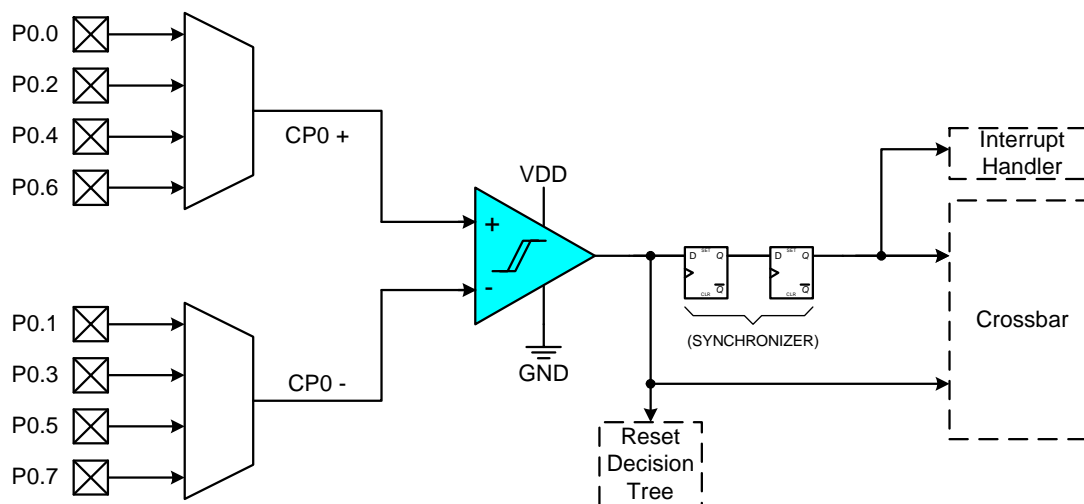 P0.0
P0.2
P0.4
P0.6
CP0 +
VDD
+
-
GND
P0.1
P0.3
P0.5
P0.7
CP0 -
SET
D Q
Q
CLR
SET
D Q
Q
CLR
(SYNCHRONIZER)
Interrupt
Handler
Crossbar
Reset
Decision
Tree